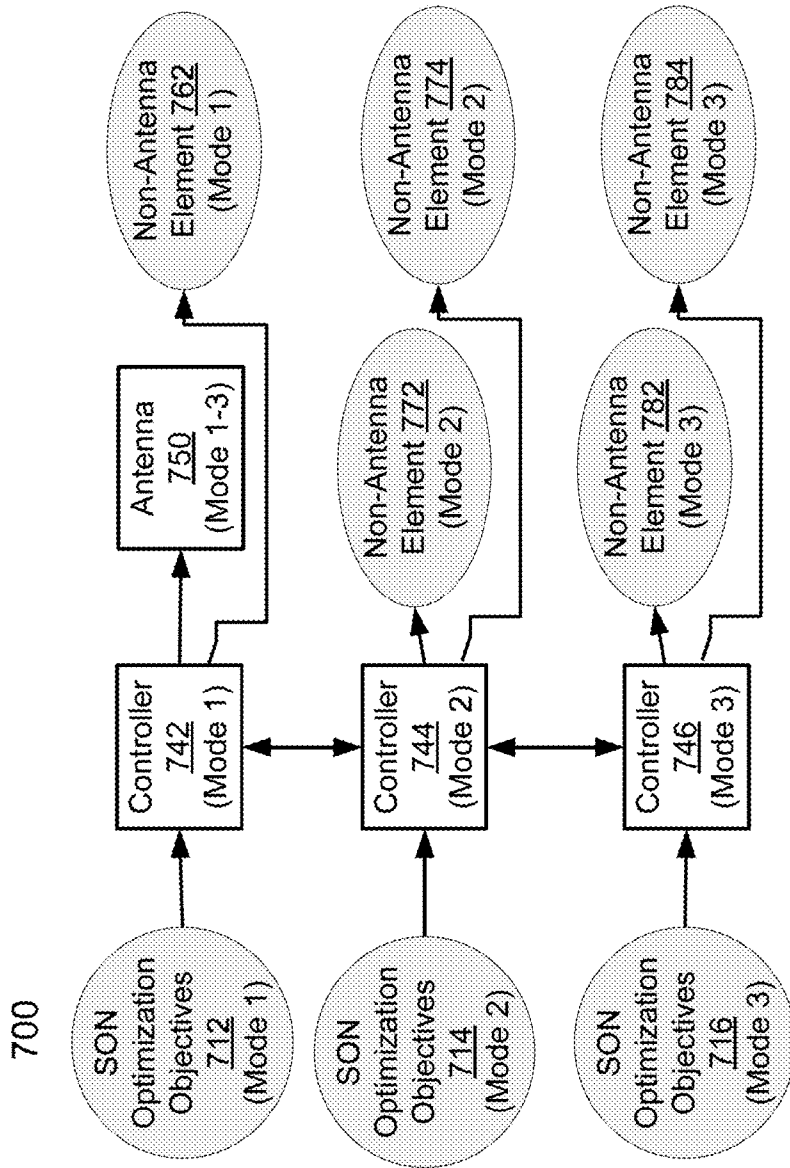 700
SON
Optimization
Objectives
712
(Mode 1)
Controller
742
(Mode 1)
Antenna
750
(Mode 1-3)
Non-Antenna
Element 762
(Mode 1)
SON
Optimization
Objectives
714
(Mode 2)
Controller
744
(Mode 2)
Non-Antenna
Element 772
(Mode 2)
Non-Antenna
Element 774
(Mode 2)
SON
Optimization
Objectives
716
(Mode 3)
Controller
746
(Mode 3)
Non-Antenna
Element 782
(Mode 3)
Non-Antenna
Element 784
(Mode 3)